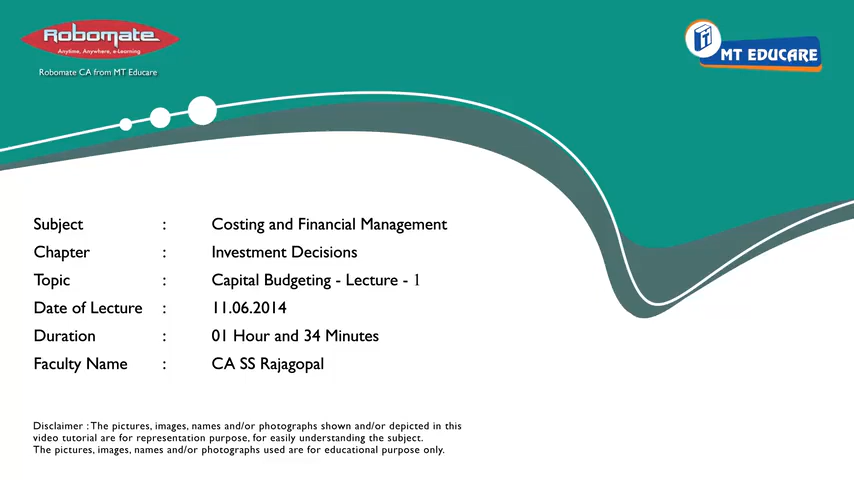 Robomate
Anytime, Anywhere, e-Learning
Robomate CA from MT Educare
MT EDUCARE
Subject : Costing and Financial Management
Chapter : Investment Decisions
Topic : Capital Budgeting - Lecture - 1
Date of Lecture : 11.06.2014
Duration : 01 Hour and 34 Minutes
Faculty Name : CA SS Rajagopal
Disclaimer : The pictures, images, names and/or photographs shown and/or depicted in this
video tutorial are for representation purpose, for easily understanding the subject.
The pictures, images, names and/or photographs used are for educational purpose only.